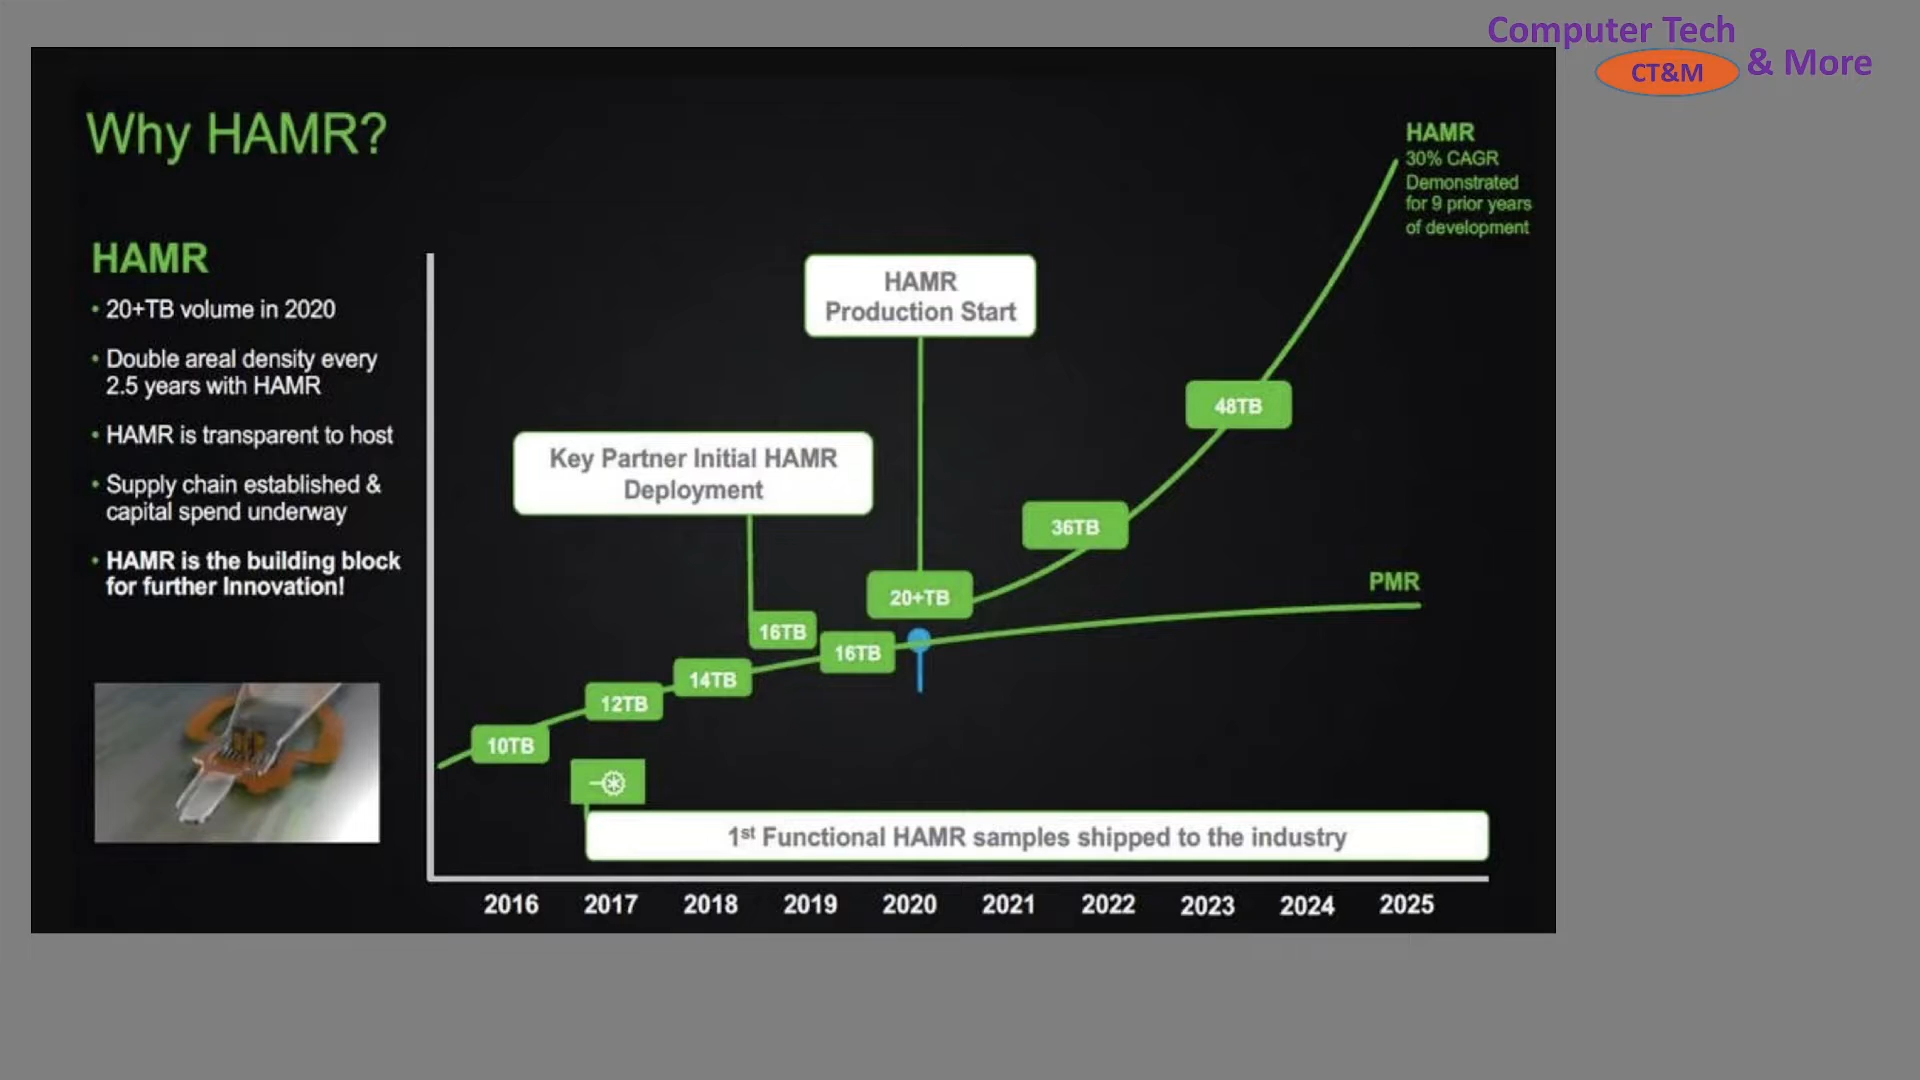 Computer Tech
CT&M
& More
Why HAMR?
HAMR
30% CAGR
Demonstrated
for 9 prior years
of development
HAMR
• 20+TB volume in 2020
• Double areal density every
2.5 years with HAMR
• HAMR is transparent to host
• Supply chain established &
capital spend underway
• HAMR is the building block
for further Innovation!
HAMR
Production Start
48TB
Key Partner Initial HAMR
Deployment
36TB
PMR
20+TB
16TB
16TB
14TB
12TB
10TB
1st Functional HAMR samples shipped to the industry
2016 2017 2018 2019 2020 2021 2022 2023 2024 2025